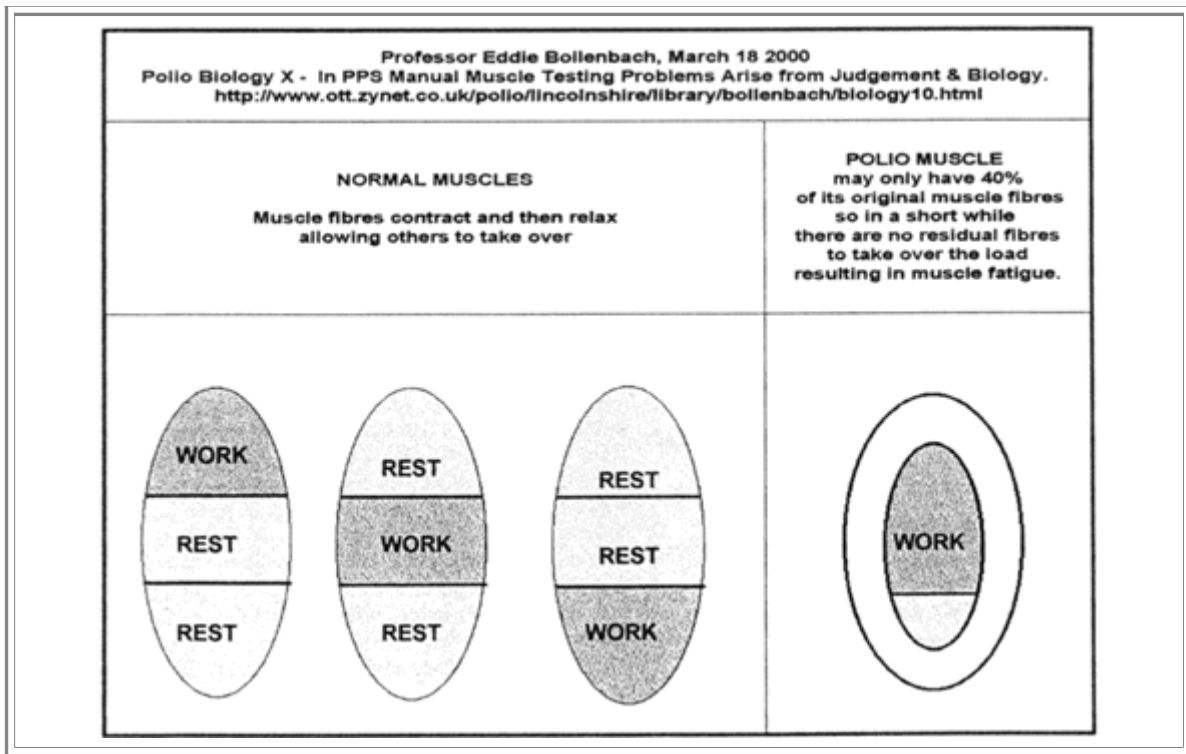 Professor Eddie Bollenbach, March 18 2000
Polio Biology X - In PPS Manual Muscle Testing Problems Arise from Judgement & Biology.
http://www.ott.zynet.co.uk/polio/lincolnshire/library/bollenbach/biology10.html
NORMAL MUSCLES
Muscle fibres contract and then relax
allowing others to take over
POLIO MUSCLE
may only have 40%
of its original muscle fibres
so in a short while
there are no residual fibres
to take over the load
resulting in muscle fatigue.
WORK
REST
REST
REST
WORK
REST
REST
REST
WORK
WORK